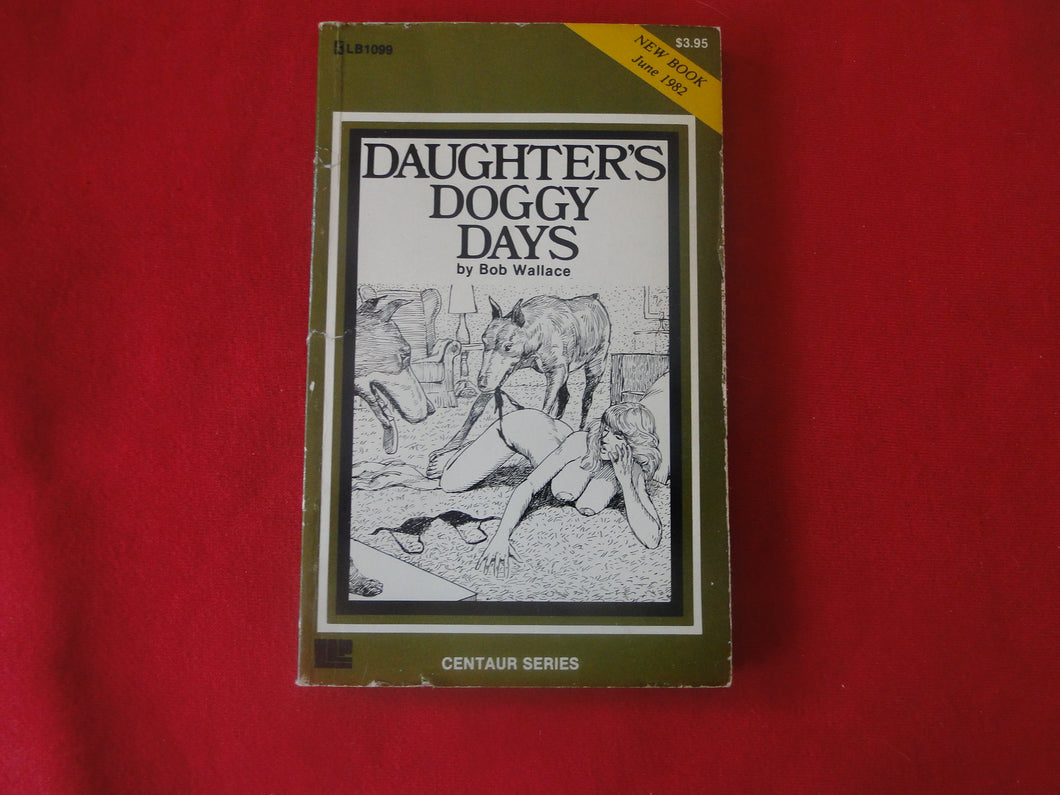 LB1099
$3.95
NEW BOOK
June 1982
DAUGHTER'S
DOGGY
DAYS
by Bob Wallace
CENTAUR SERIES